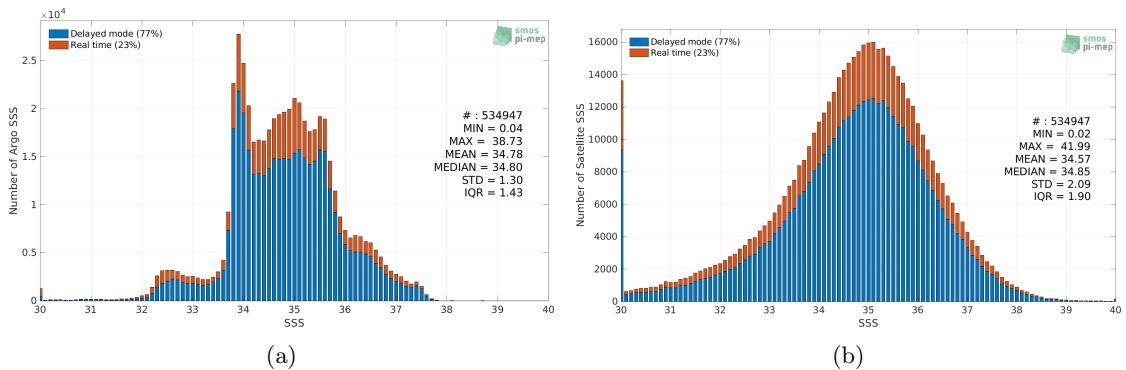 ×10⁴
Delayed mode (77%)
Real time (23%)
smos
pi-mep
# : 534947
MIN = 0.04
MAX = 38.73
MEAN = 34.78
MEDIAN = 34.80
STD = 1.30
IQR = 1.43
Number of Argo SSS
2.5
2
1.5
1
0.5
0
30 31 32 33 34 35 36 37 38 39 40
SSS
(a)
Delayed mode (77%)
Real time (23%)
smos
pi-mep
# : 534947
MIN = 0.02
MAX = 41.99
MEAN = 34.57
MEDIAN = 34.85
STD = 2.09
IQR = 1.90
Number of Satellite SSS
16000
14000
12000
10000
8000
6000
4000
2000
0
30 31 32 33 34 35 36 37 38 39 40
SSS
(b)